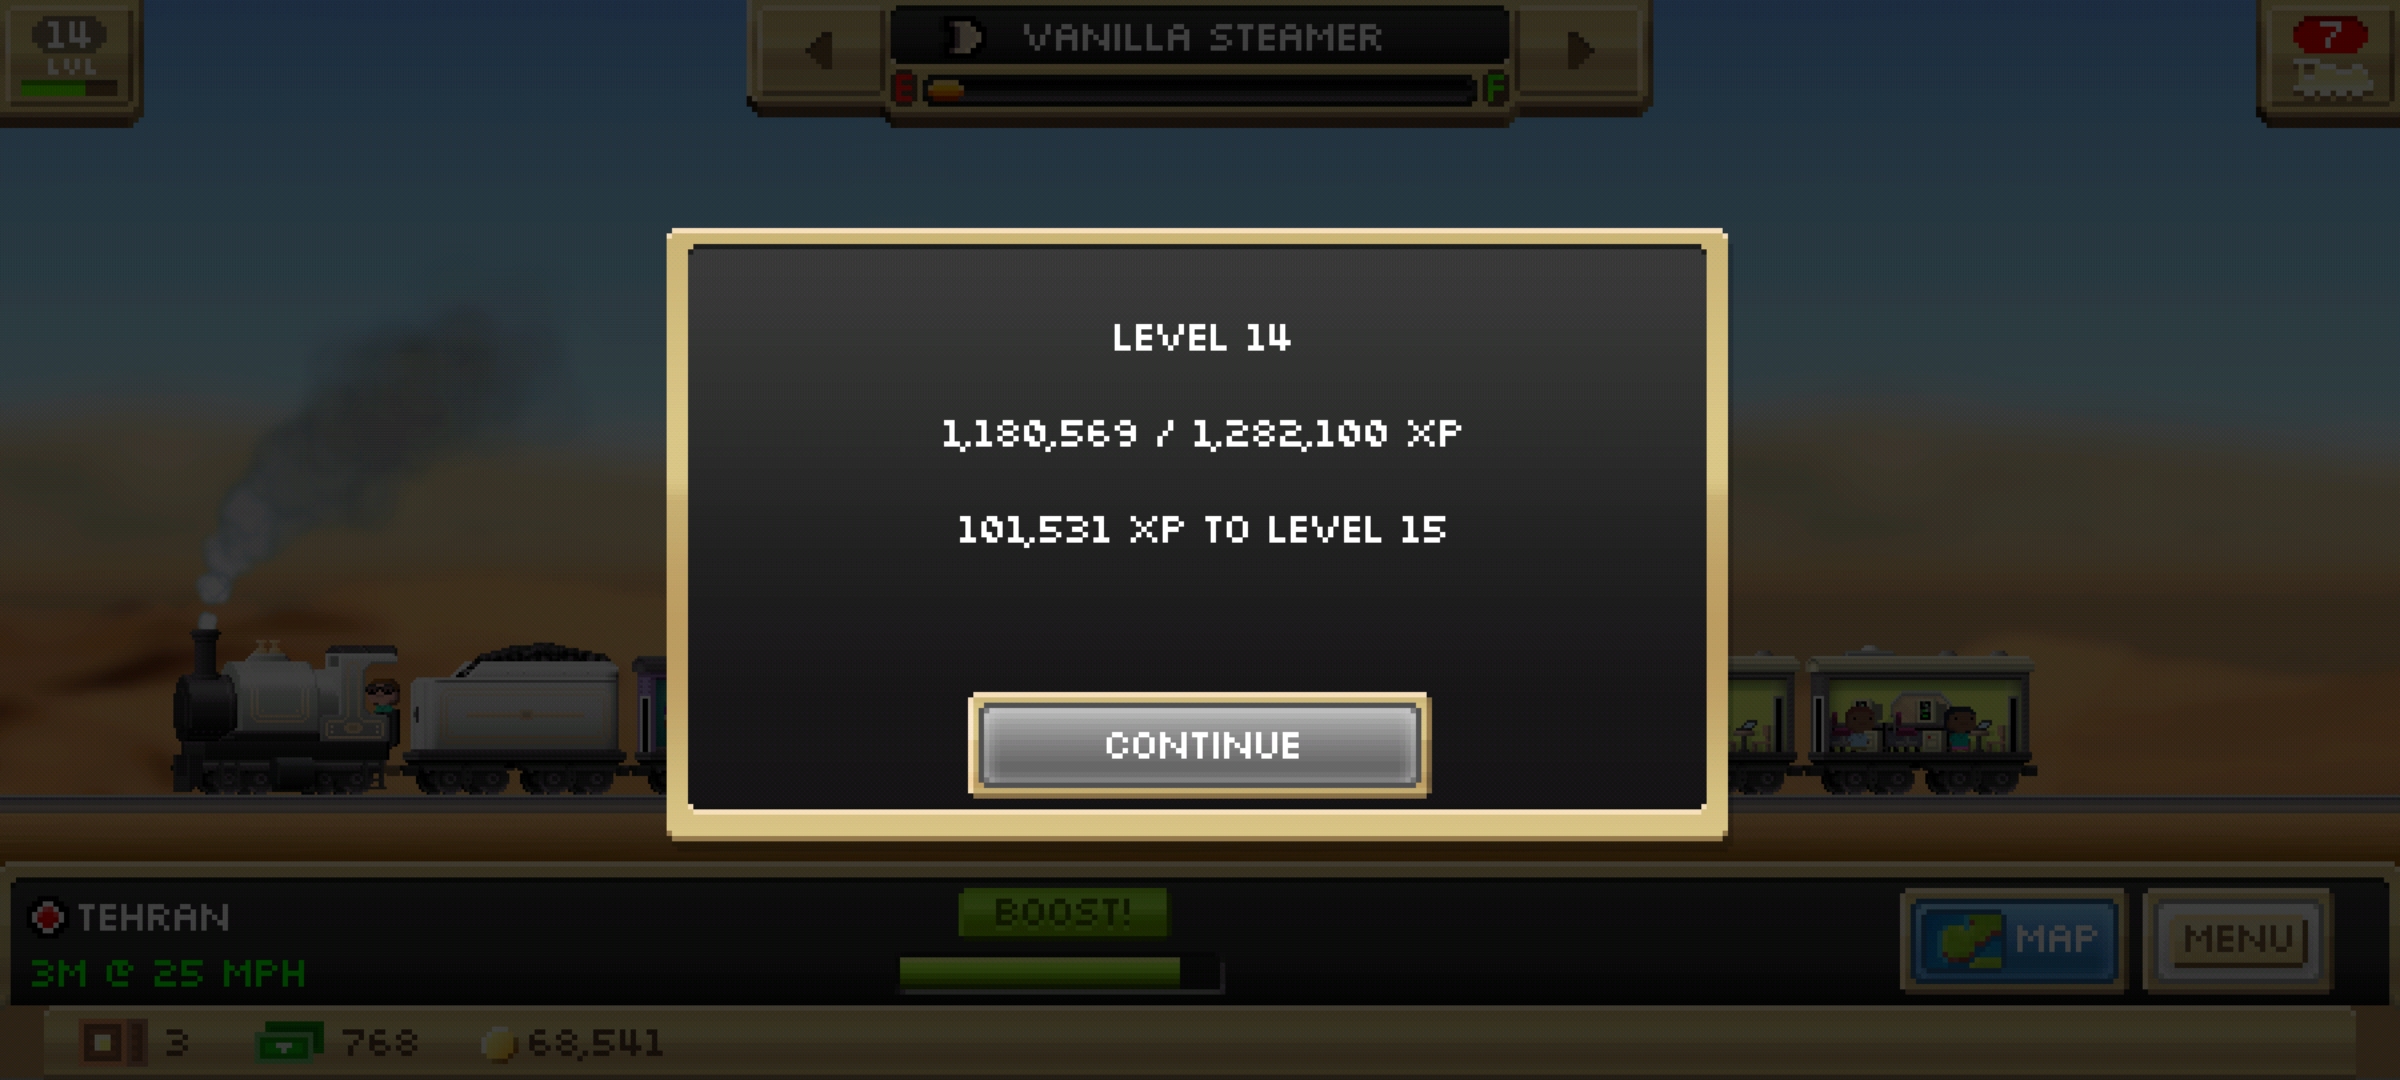 14
LVL
VANILLA STEAMER
E
F
7
LEVEL 14
1,180,569 / 1,282,100 XP
101,531 XP TO LEVEL 15
CONTINUE
TEHRAN
3M @ 25 MPH
BOOST!
MAP
MENU
3
768
68,541